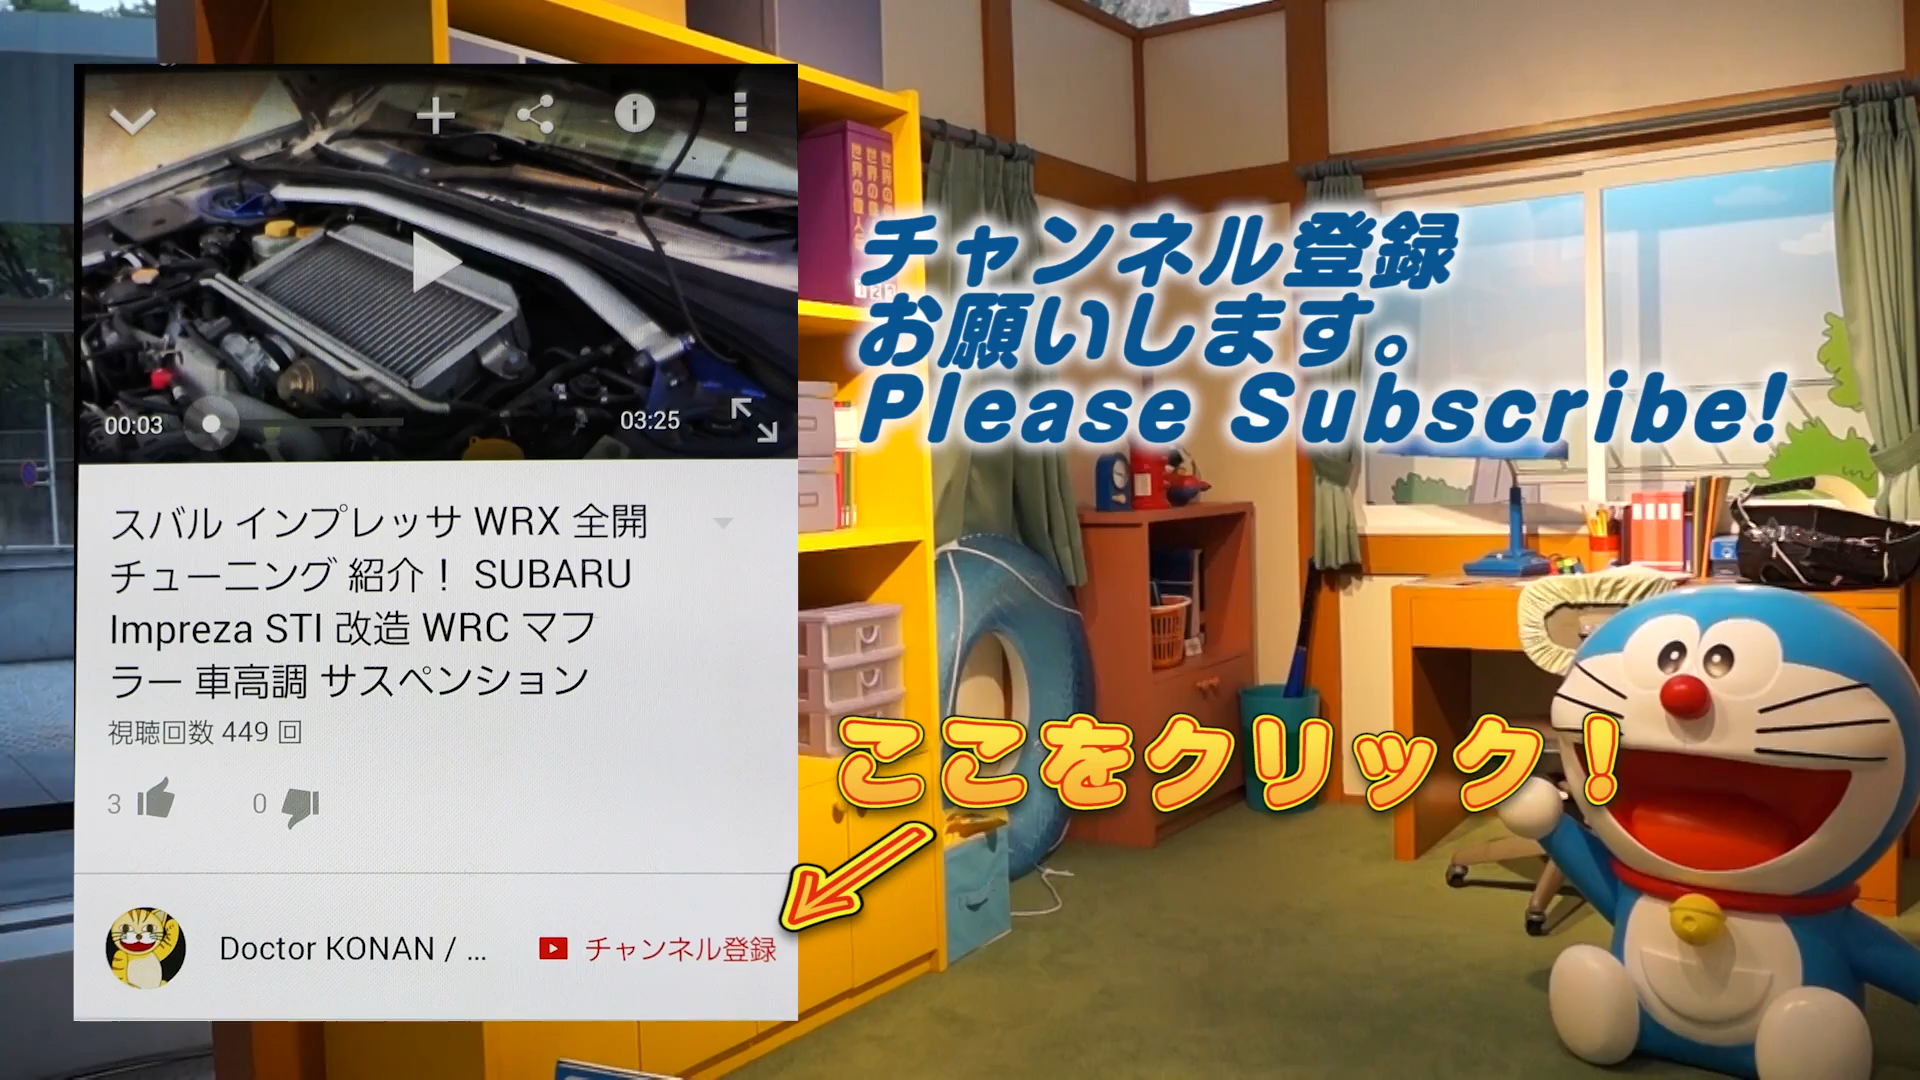 00:03
03:25
スバル インプレッサ WRX 全開
チューニング 紹介！ SUBARU
Impreza STI 改造 WRC マフ
ラー 車高調 サスペンション
視聴回数 449 回
3
0
Doctor KONAN / ...
チャンネル登録
チャンネル登録
お願いします。
Please Subscribe!
ここをクリック！